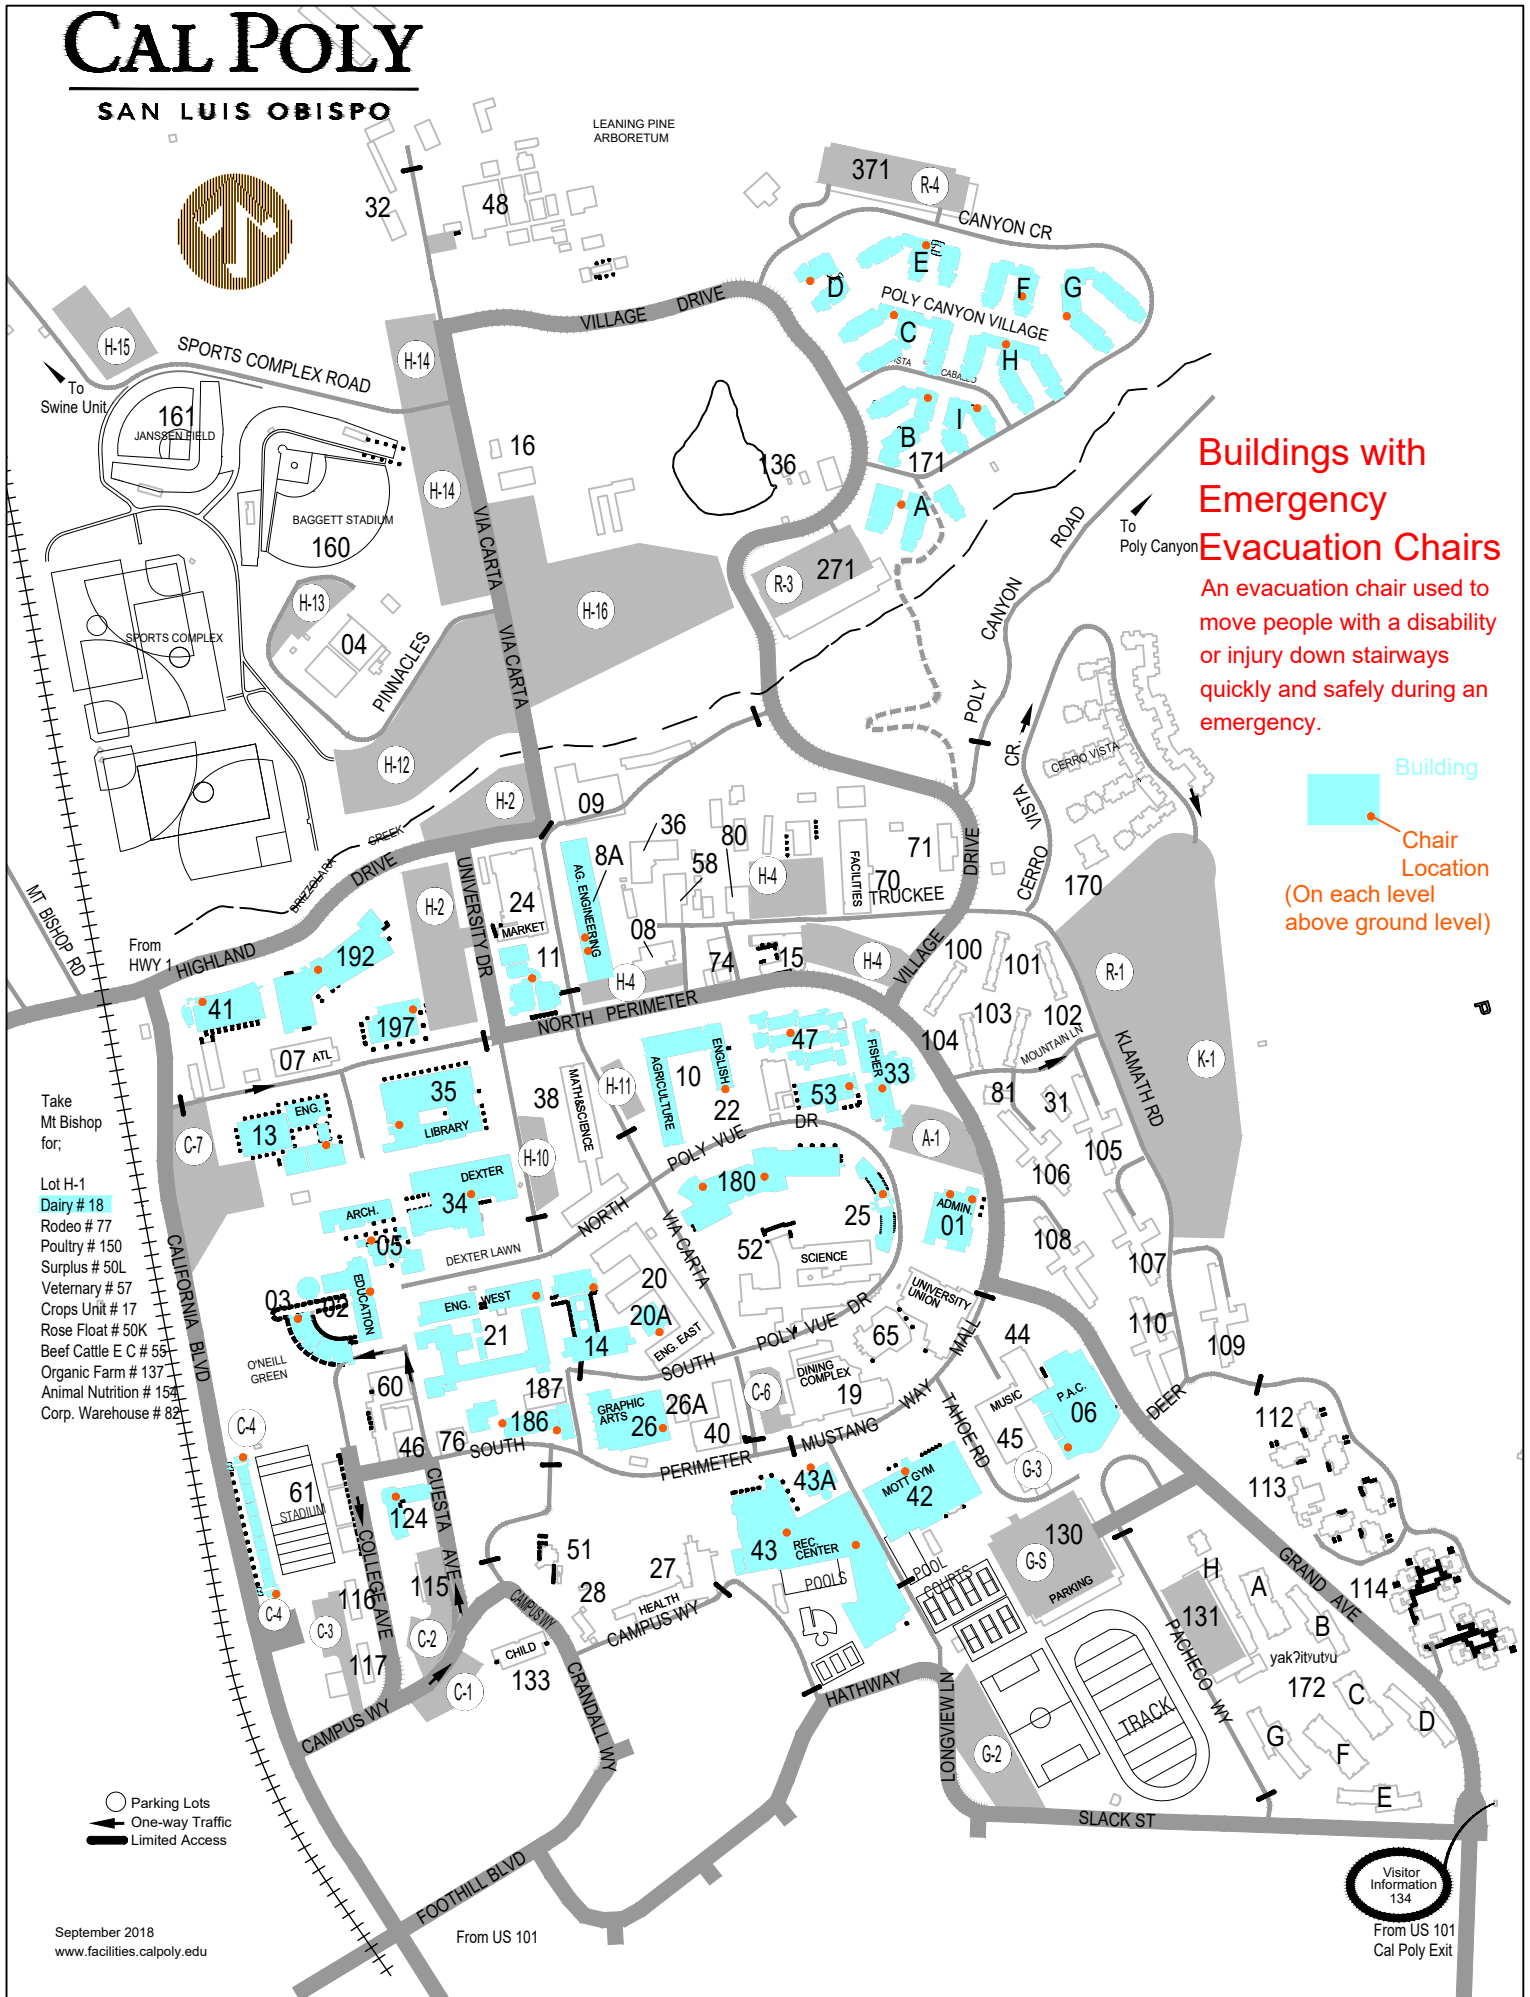 CAL POLY
SAN LUIS OBISPO
LEANING PINE
ARBORETUM
371
R-4
32
48
CANYON CR
E
D
F
G
POLY CANYON VILLAGE
C
H
VILLAGE DRIVE
H-15
SPORTS COMPLEX ROAD
H-14
CABALLO
To
Swine Unit
161
JANSSEN FIELD
16
136
B
I
171
H-14
A
BAGGETT STADIUM
160
VIA CARTA
Buildings with
Emergency
Evacuation Chairs
An evacuation chair used to
move people with a disability
or injury down stairways
quickly and safely during an
emergency.
To
Poly Canyon
POLY CANYON ROAD
R-3
271
H-13
H-16
SPORTS COMPLEX
04
PINNACLES
VIA CARTA
H-12
CERRO VISTA CR.
CERRO VISTA
Building
Chair
Location
(On each level
above ground level)
H-2
09
36
80
8A
58
H-4
71
FACILITIES
70
TRUCKEE
VILLAGE DRIVE
170
BRIZZOLARA CREEK
HIGHLAND DRIVE
MT BISHOP RD
From
HWY 1
UNIVERSITY DR
H-2
24
MARKET
AG. ENGINEERING
08
11
H-4
74
15
H-4
100
101
R-1
192
41
197
NORTH PERIMETER
103
102
104
MOUNTAIN LN
07 ATL
47
FISHER
33
ENGLISH
10
AGRICULTURE
22
53
DR
K-1
KLAMATH RD
81
31
105
106
35
LIBRARY
38
MATH&SCIENCE
H-11
H-10
A-1
Take
Mt Bishop
for;
Lot H-1
Dairy # 18
Rodeo # 77
Poultry # 150
Surplus # 50L
Veternary # 57
Crops Unit # 17
Rose Float # 50K
Beef Cattle E C # 55
Organic Farm # 137
Animal Nutrition # 154
Corp. Warehouse # 82
C-7
ENG.
13
DEXTER
34
NORTH POLY VUE
180
25
ADMIN.
01
108
107
ARCH.
05
DEXTER LAWN
VIA CARTA
52
SCIENCE
CALIFORNIA BLVD
03
02
EDUCATION
ENG. WEST
21
14
20
20A
ENG. EAST
UNIVERSITY
UNION
65
110
109
O'NEILL
GREEN
SOUTH POLY VUE DR
44
MALL
60
187
186
GRAPHIC
ARTS
26
26A
C-6
DINING
COMPLEX
19
MUSIC
P.A.C.
06
DEER
112
C-4
46
76
SOUTH PERIMETER
40
MUSTANG WAY
TAHOE RD
45
G-3
113
61
STADIUM
124
CUESTA AVE
43A
MOTT GYM
42
43
REC.
CENTER
POOLS
POOL
COURTS
130
G-S
PARKING
GRAND AVE
114
C-4
C-3
116
COLLEGE AVE
115
C-2
51
27
28
HEALTH
CAMPUS WY
CAMPUS WY
H
A
131
B
yakʔitʸutʸu
172
117
C-1
CHILD
133
CRANDALL WY
CAMPUS WY
HATHWAY
LONGVIEW LN
G-2
TRACK
PACHECO WY
C
D
G
F
E
SLACK ST
Parking Lots
One-way Traffic
Limited Access
FOOTHILL BLVD
Visitor
Information
134
September 2018
www.facilities.calpoly.edu
From US 101
From US 101
Cal Poly Exit